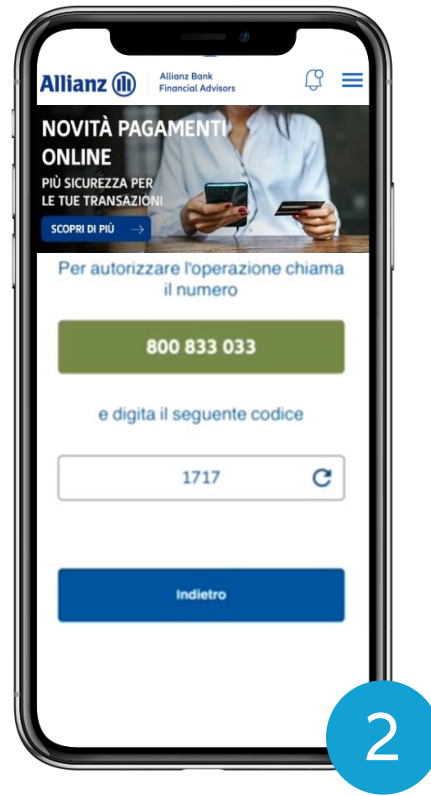 Allianz
Allianz Bank
Financial Advisors
NOVITÀ PAGAMENTI
ONLINE
PIÙ SICUREZZA PER
LE TUE TRANSAZIONI
SCOPRI DI PIÙ →
Per autorizzare l'operazione chiama
il numero
800 833 033
e digita il seguente codice
1717
Indietro
2